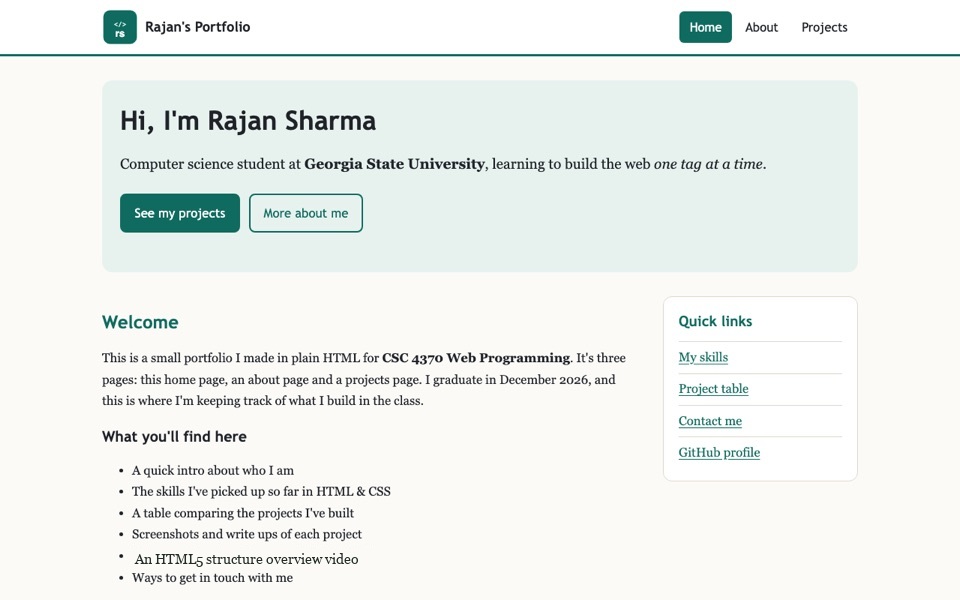 </>
rs
Rajan's Portfolio
Home
About
Projects
Hi, I'm Rajan Sharma
Computer science student at Georgia State University, learning to build the web one tag at a time.
See my projects
More about me
Welcome
This is a small portfolio I made in plain HTML for CSC 4370 Web Programming. It's three
pages: this home page, an about page and a projects page. I graduate in December 2026, and
this is where I'm keeping track of what I build in the class.
What you'll find here
• A quick intro about who I am
• The skills I've picked up so far in HTML & CSS
• A table comparing the projects I've built
• Screenshots and write ups of each project
• An HTML5 structure overview video
• Ways to get in touch with me
Quick links
My skills
Project table
Contact me
GitHub profile